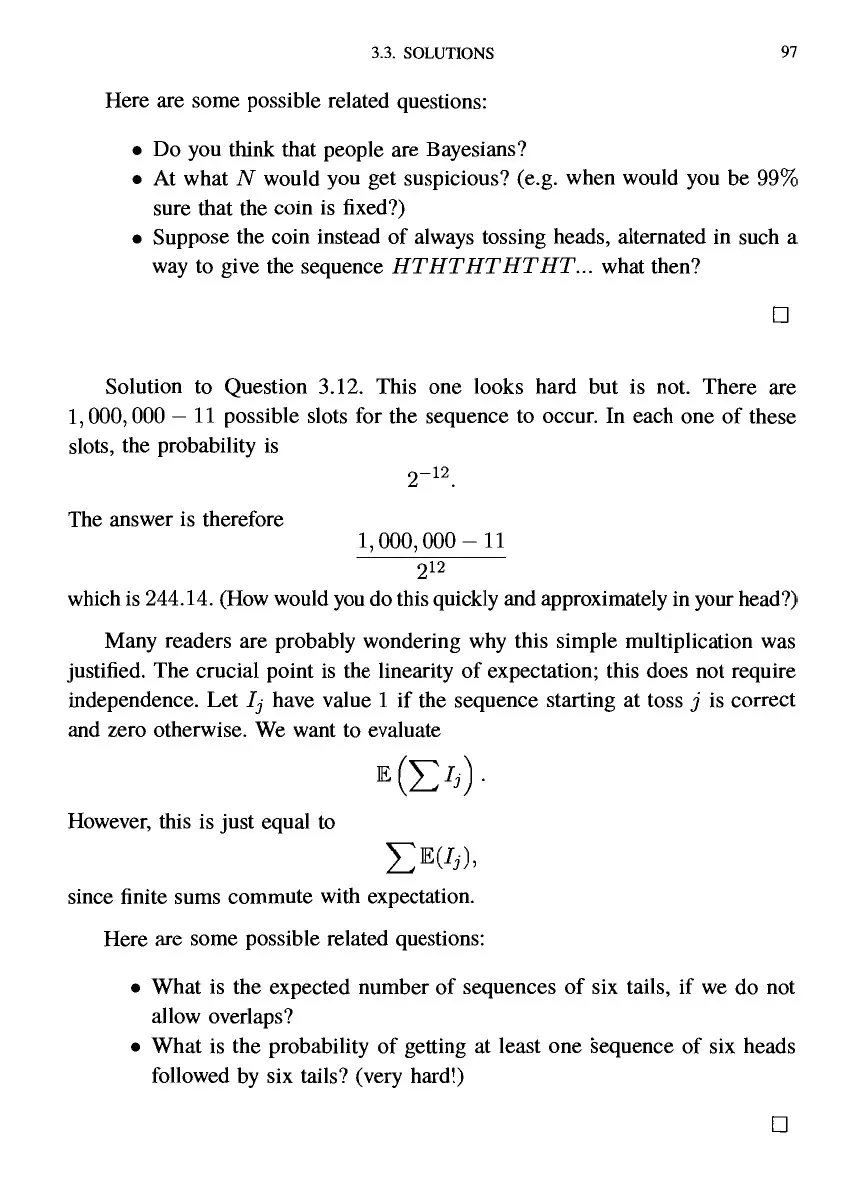 3.3. SOLUTIONS 97
Here are some possible related questions:
• Do you think that people are Bayesians?
• At what N would you get suspicious? (e.g. when would you be 99%
sure that the coin is fixed?)
• Suppose the coin instead of always tossing heads, alternated in such a
way to give the sequence HTHTHTHTHT... what then?
□
Solution to Question 3.12. This one looks hard but is not. There are
1,000,000 − 11 possible slots for the sequence to occur. In each one of these
slots, the probability is
2⁻¹².
The answer is therefore
1,000,000 − 11
2¹²
which is 244.14. (How would you do this quickly and approximately in your head?)
Many readers are probably wondering why this simple multiplication was
justified. The crucial point is the linearity of expectation; this does not require
independence. Let Iⱼ have value 1 if the sequence starting at toss j is correct
and zero otherwise. We want to evaluate
𝔼(∑ Iⱼ).
However, this is just equal to
∑ 𝔼(Iⱼ),
since finite sums commute with expectation.
Here are some possible related questions:
• What is the expected number of sequences of six tails, if we do not
allow overlaps?
• What is the probability of getting at least one sequence of six heads
followed by six tails? (very hard!)
□